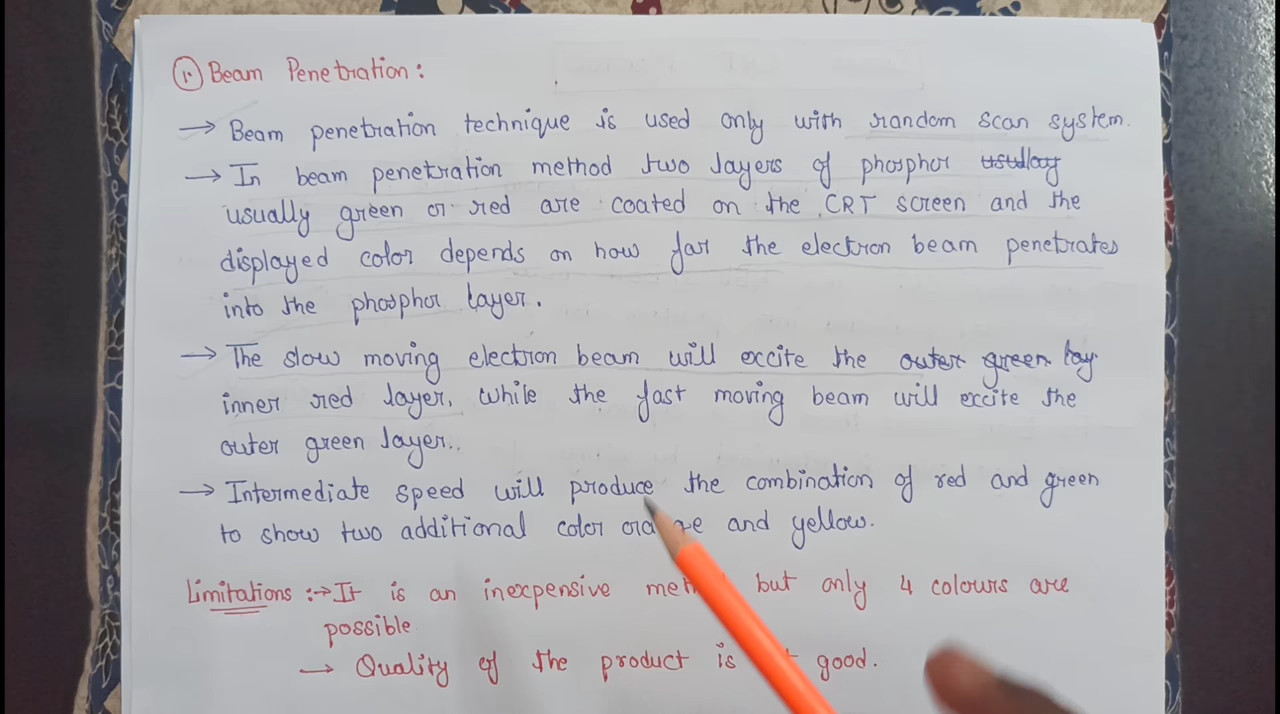 1. Beam Penetration:
→ Beam penetration technique is used only with random scan system.
→ In beam penetration method two layers of phosphor usullay
usually green or red are coated on the CRT screen and the
displayed color depends on how far the electron beam penetrates
into the phosphor layer.
→ The slow moving electron beam will excite the outer green lay
inner red layer, while the fast moving beam will excite the
outer green layer..
→ Intermediate speed will produce the combination of red and green
to show two additional color and yellow.
Limitations :→ It is an inexpensive but only 4 colours are
possible
→ Quality of the product is good.